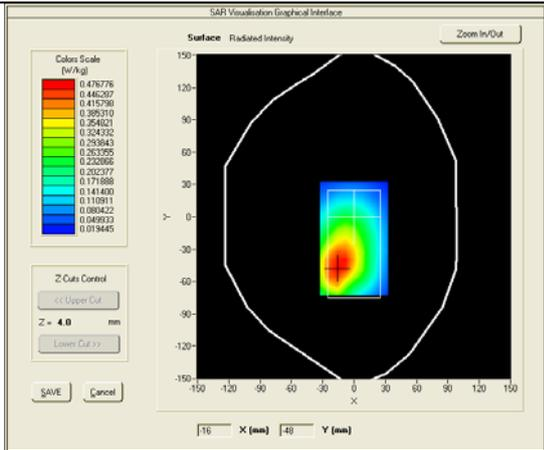 SAR Visualisation Graphical Interface
Surface Radiated Intensity
Zoom In/Out
Colors Scale
(W/kg)
0.476776
0.446287
0.415798
0.385310
0.354821
0.324332
0.293843
0.263355
0.232866
0.202377
0.171888
0.141400
0.110911
0.080422
0.049933
0.019445
Z Cuts Control
<< Upper Cut
Z = 4.0 mm
Lower Cut >>
SAVE Cancel
150
120
90
60
30
0
-30
-60
-90
-120
-150
Y
-150 -120 -90 -60 -30 0 30 60 90 120 150
X
-16 X (mm) -48 Y (mm)